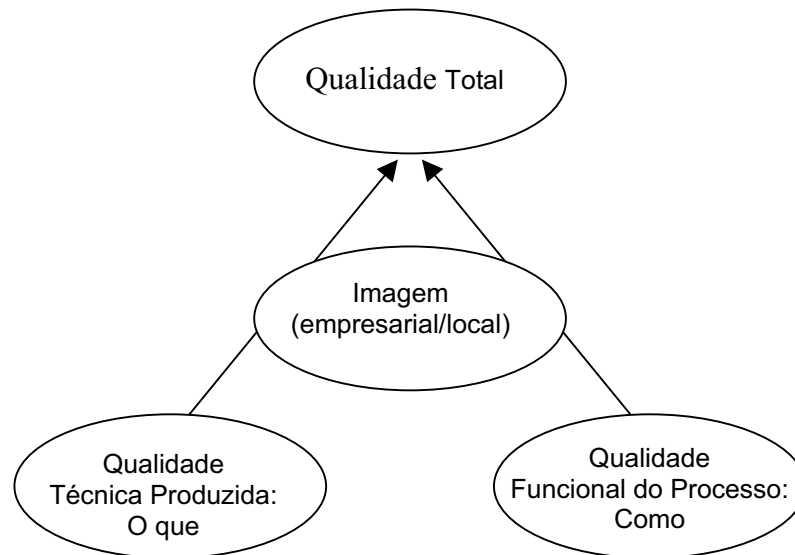 Qualidade Total
Imagem
(empresarial/local)
Qualidade
Técnica Produzida:
O que
Qualidade
Funcional do Processo:
Como